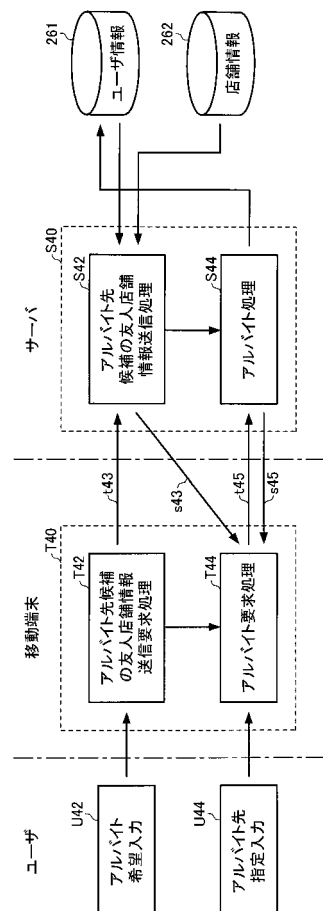 ユーザ
移動端末
サーバ
U42
アルバイト
希望入力
U44
アルバイト先
指定入力
T40
T42
アルバイト先候補
の友人店舗情報
送信要求処理
T44
アルバイト要求処理
t43
s43
t45
s45
S40
S42
アルバイト先
候補の友人店舗
情報送信処理
S44
アルバイト処理
261
ユーザ情報
262
店舗情報